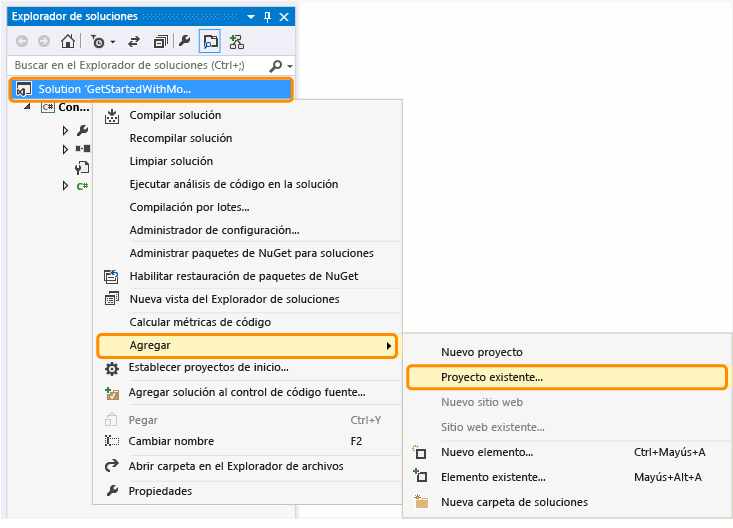 Explorador de soluciones
Buscar en el Explorador de soluciones (Ctrl+;)
Solution 'GetStartedWithMo...
C# Con...
C#
Compilar solución
Recompilar solución
Limpiar solución
Ejecutar análisis de código en la solución
Compilación por lotes...
Administrador de configuración...
Administrar paquetes de NuGet para soluciones
Habilitar restauración de paquetes de NuGet
Nueva vista del Explorador de soluciones
Calcular métricas de código
Agregar
Establecer proyectos de inicio...
Agregar solución al control de código fuente...
Pegar Ctrl+Y
Cambiar nombre F2
Abrir carpeta en el Explorador de archivos
Propiedades
Nuevo proyecto
Proyecto existente...
Nuevo sitio web
Sitio web existente...
Nuevo elemento... Ctrl+Mayús+A
Elemento existente... Mayús+Alt+A
Nueva carpeta de soluciones